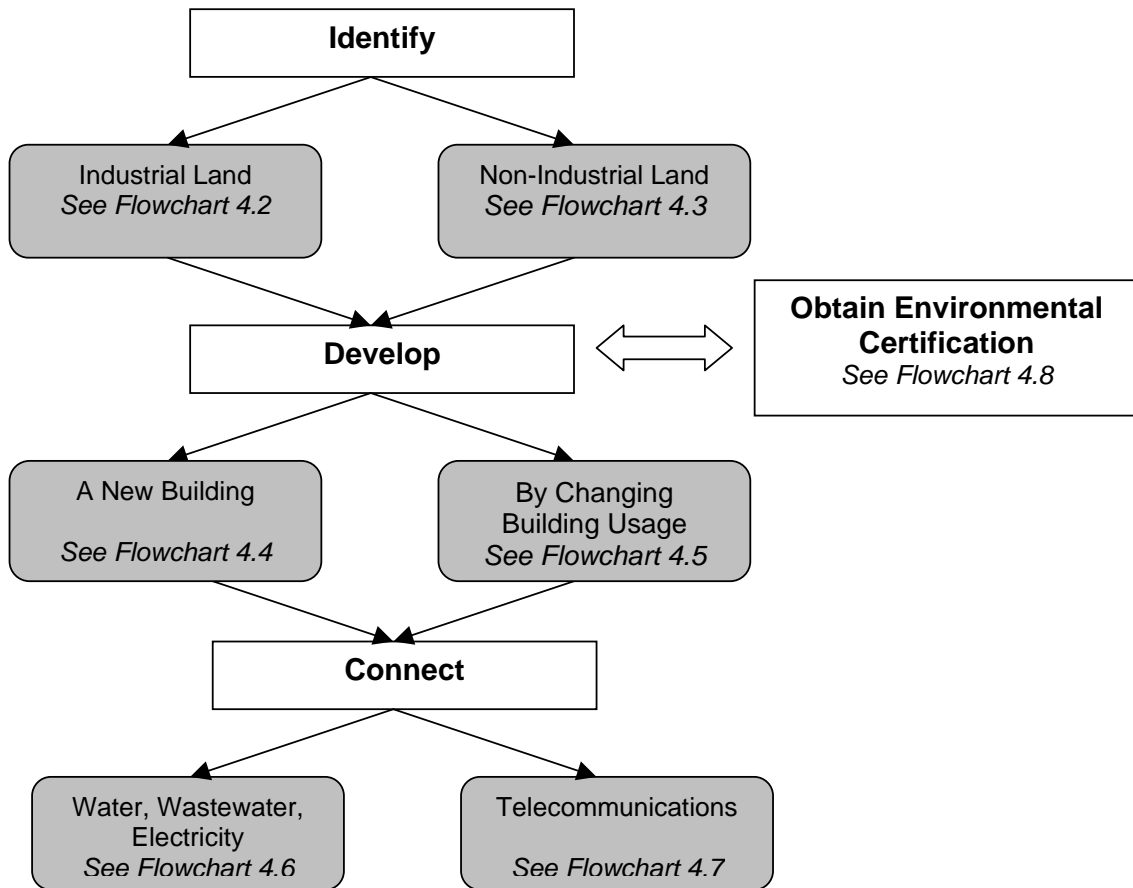 Identify
Industrial Land
See Flowchart 4.2
Non-Industrial Land
See Flowchart 4.3
Develop
Obtain Environmental
Certification
See Flowchart 4.8
A New Building
See Flowchart 4.4
By Changing
Building Usage
See Flowchart 4.5
Connect
Water, Wastewater,
Electricity
See Flowchart 4.6
Telecommunications
See Flowchart 4.7